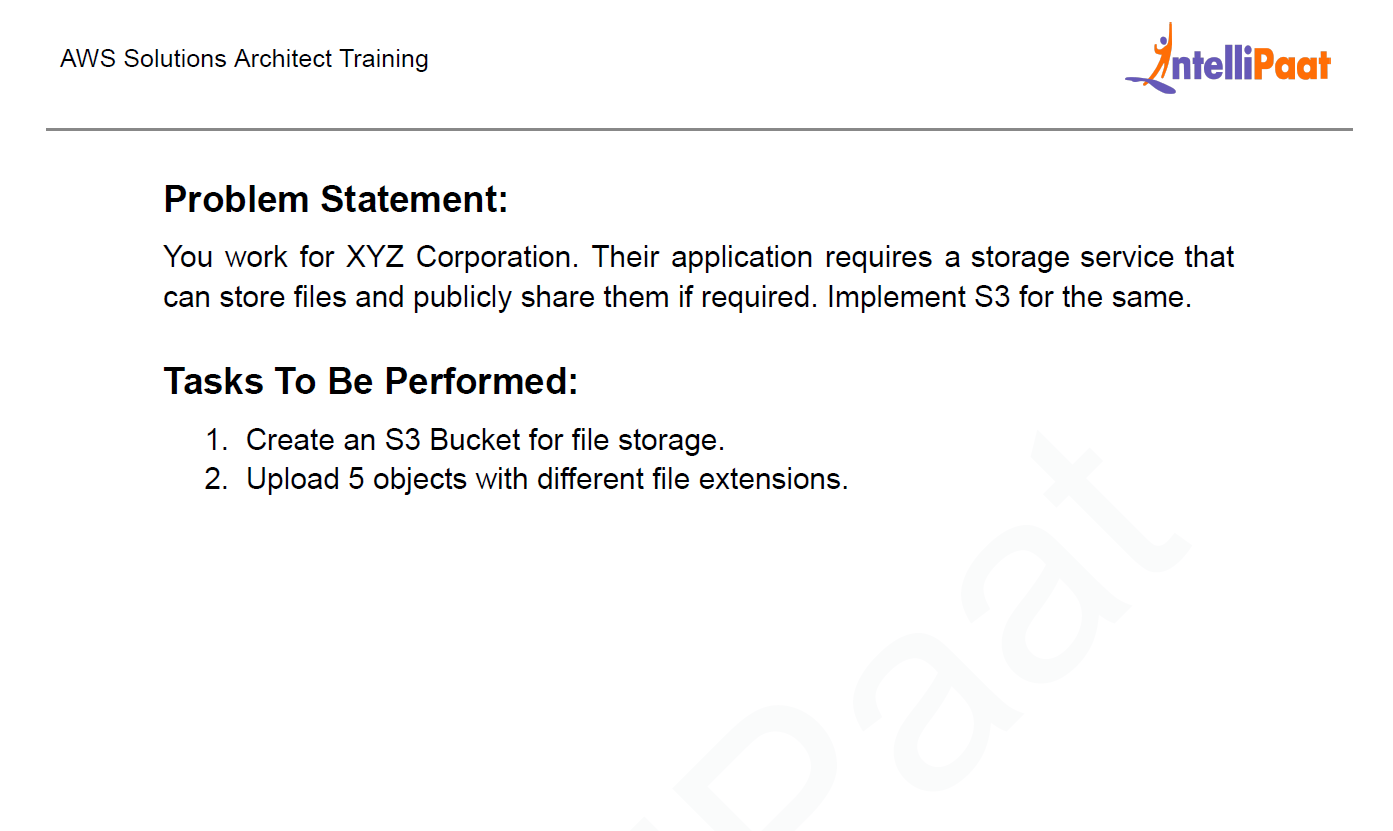 AWS Solutions Architect Training
IntelliPaat
Problem Statement:
You work for XYZ Corporation. Their application requires a storage service that
can store files and publicly share them if required. Implement S3 for the same.
Tasks To Be Performed:
1. Create an S3 Bucket for file storage.
2. Upload 5 objects with different file extensions.
Paat